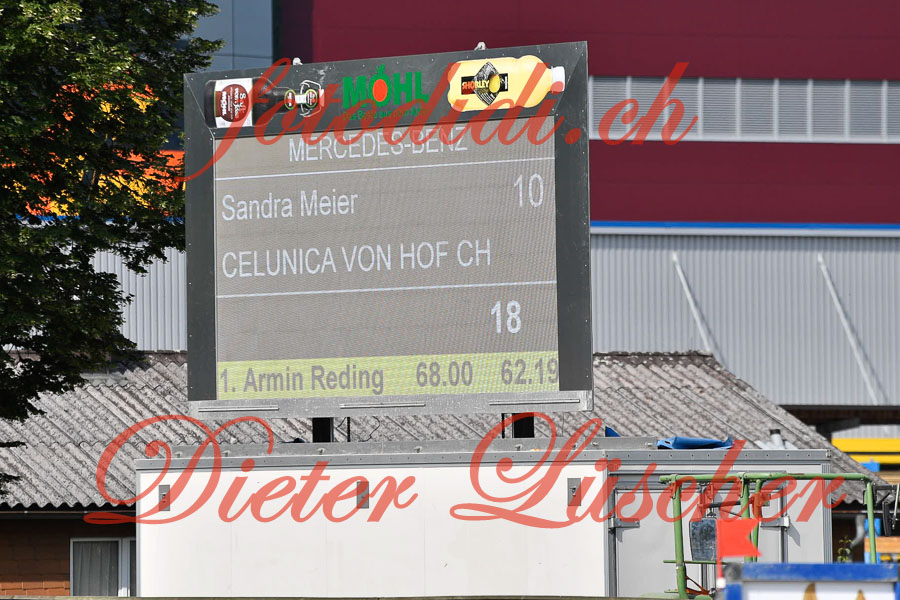 MÖHL
SHORLEY
fotodidi.ch
MERCEDES-BENZ
Sandra Meier 10
CELUNICA VON HOF CH
18
1. Armin Reding 68.00 62.19
Dieter Lüscher